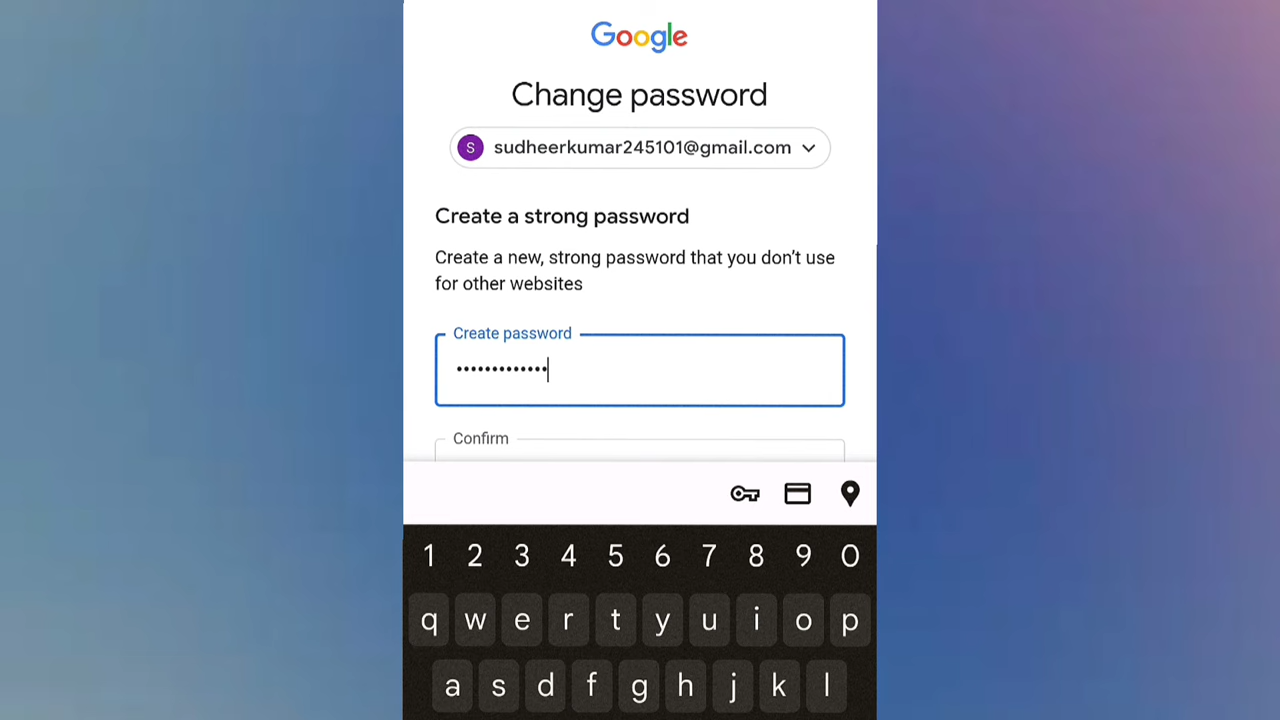 Google
Change password
S sudheerkumar245101@gmail.com
Create a strong password
Create a new, strong password that you don't use
for other websites
Create password
•••••••••••••
Confirm
1 2 3 4 5 6 7 8 9 0
q w e r t y u i o p
a s d f g h j k l